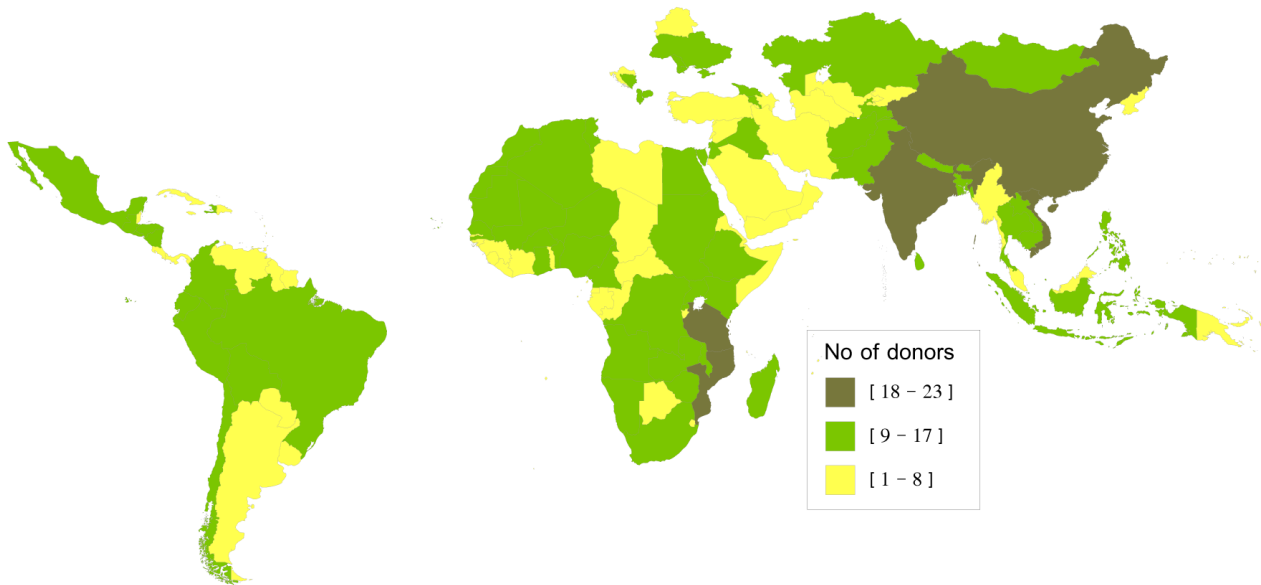 No of donors
[ 18 – 23 ]
[ 9 – 17 ]
[ 1 – 8 ]